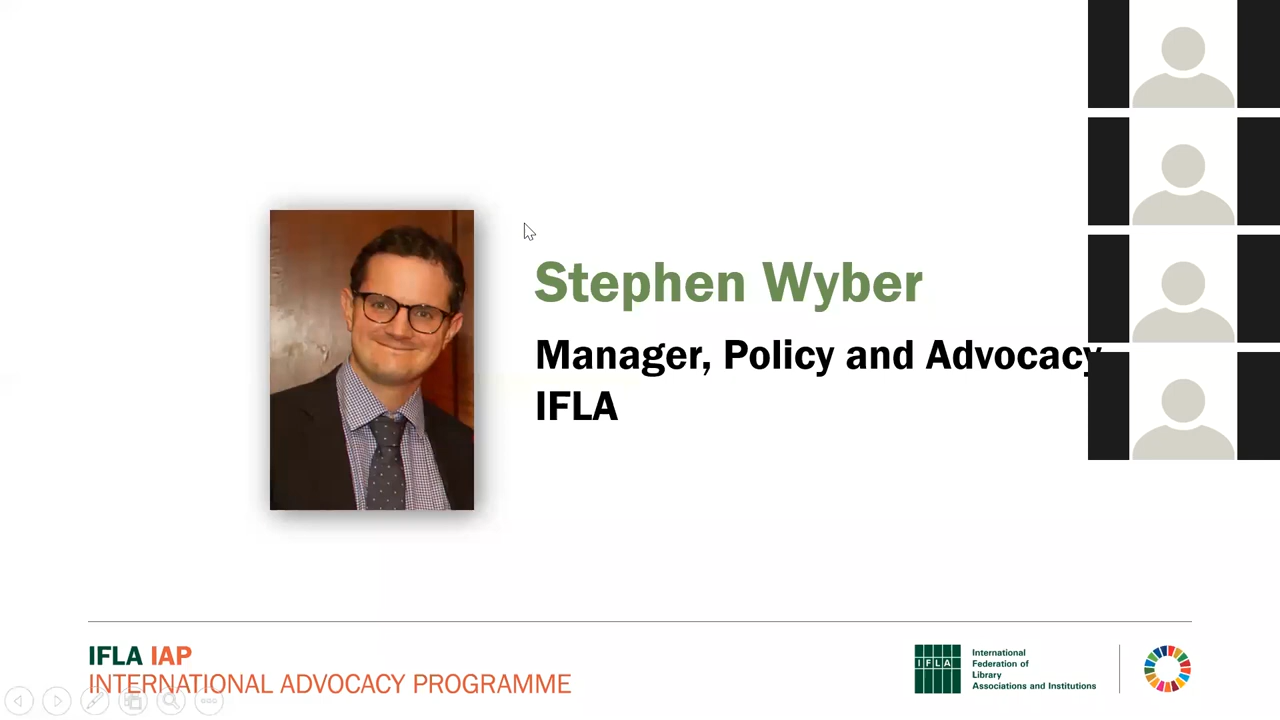 Stephen Wyber
Manager, Policy and Advocacy
IFLA
IFLA IAP
INTERNATIONAL ADVOCACY PROGRAMME
IFLA
International
Federation of
Library
Associations and Institutions